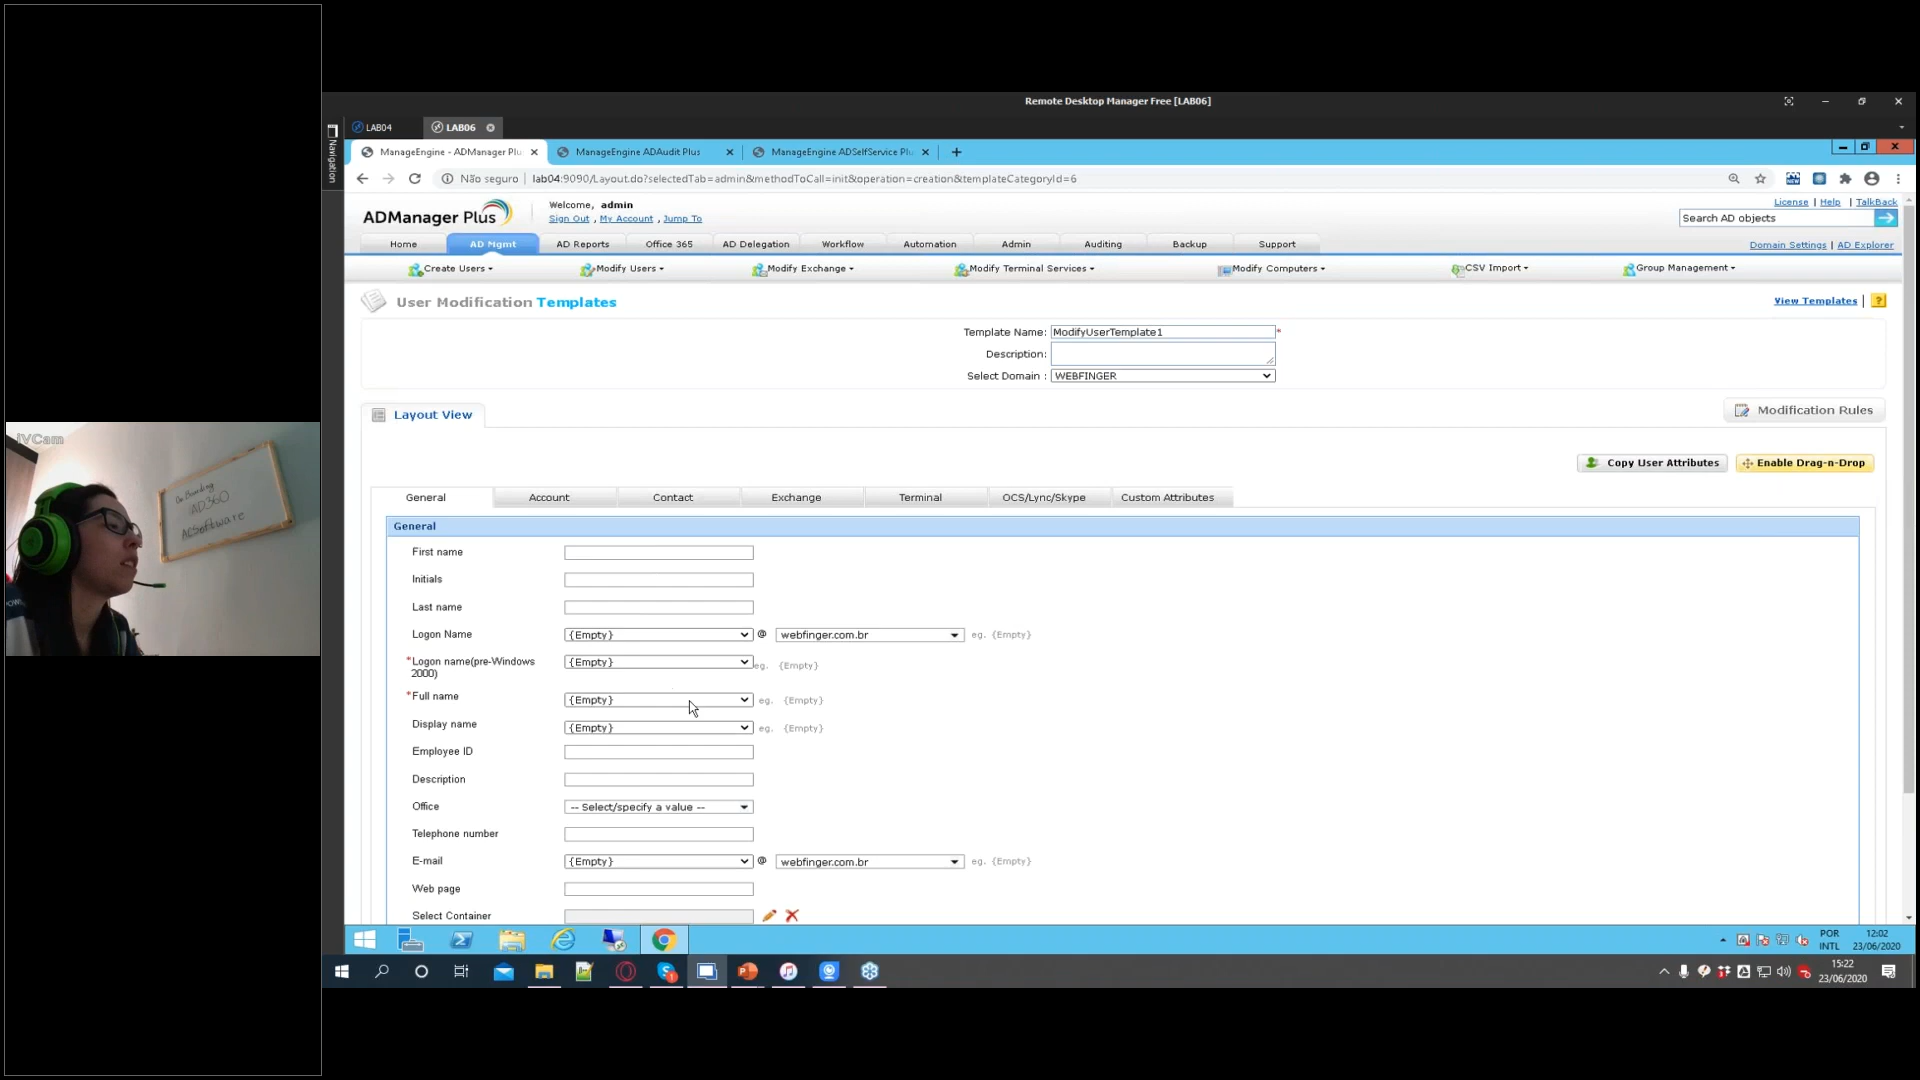 Remote Desktop Manager Free [LAB06]
Navigation
LAB04
LAB06
ManageEngine - ADManager Plu
ManageEngine ADAudit Plus
ManageEngine ADSelfService Plu
Não seguro
lab04:9090/Layout.do?selectedTab=admin&methodToCall=init&operation=creation&templateCategoryId=6
ADManager Plus
Welcome, admin
Sign Out , My Account , Jump To
License | Help | TalkBack
Search AD objects
Home
AD Mgmt
AD Reports
Office 365
AD Delegation
Workflow
Automation
Admin
Auditing
Backup
Support
Domain Settings | AD Explorer
Create Users
Modify Users
Modify Exchange
Modify Terminal Services
Modify Computers
CSV Import
Group Management
User Modification Templates
View Templates | ?
Template Name: ModifyUserTemplate1 *
Description:
Select Domain : WEBFINGER
Layout View
Modification Rules
Copy User Attributes
Enable Drag-n-Drop
General
Account
Contact
Exchange
Terminal
OCS/Lync/Skype
Custom Attributes
General
First name
Initials
Last name
Logon Name {Empty} @ webfinger.com.br eg. {Empty}
*Logon name(pre-Windows 2000) {Empty} eg. {Empty}
*Full name {Empty} eg. {Empty}
Display name {Empty} eg. {Empty}
Employee ID
Description
Office -- Select/specify a value --
Telephone number
E-mail {Empty} @ webfinger.com.br eg. {Empty}
Web page
Select Container
POR
INTL
12:02
23/06/2020
15:22
23/06/2020
iVCam
On Boarding
AD360
ACSoftware